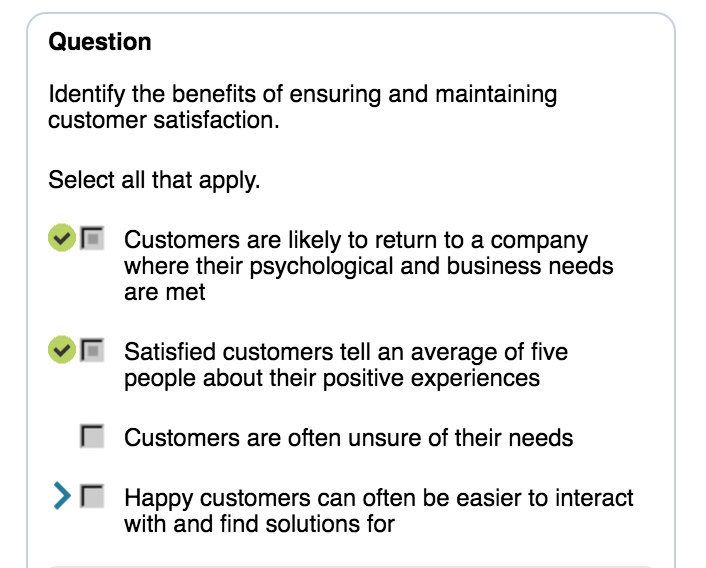 Question
Identify the benefits of ensuring and maintaining
customer satisfaction.
Select all that apply.
Customers are likely to return to a company
where their psychological and business needs
are met
Satisfied customers tell an average of five
people about their positive experiences
Customers are often unsure of their needs
Happy customers can often be easier to interact
with and find solutions for